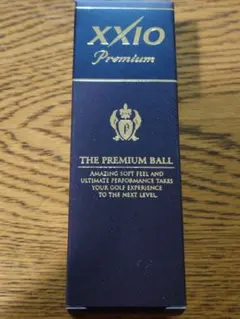 XXIO
Premium
P
THE PREMIUM BALL
AMAZING SOFT FEEL AND
ULTIMATE PERFORMANCE TAKES
YOUR GOLF EXPERIENCE
TO THE NEXT LEVEL.